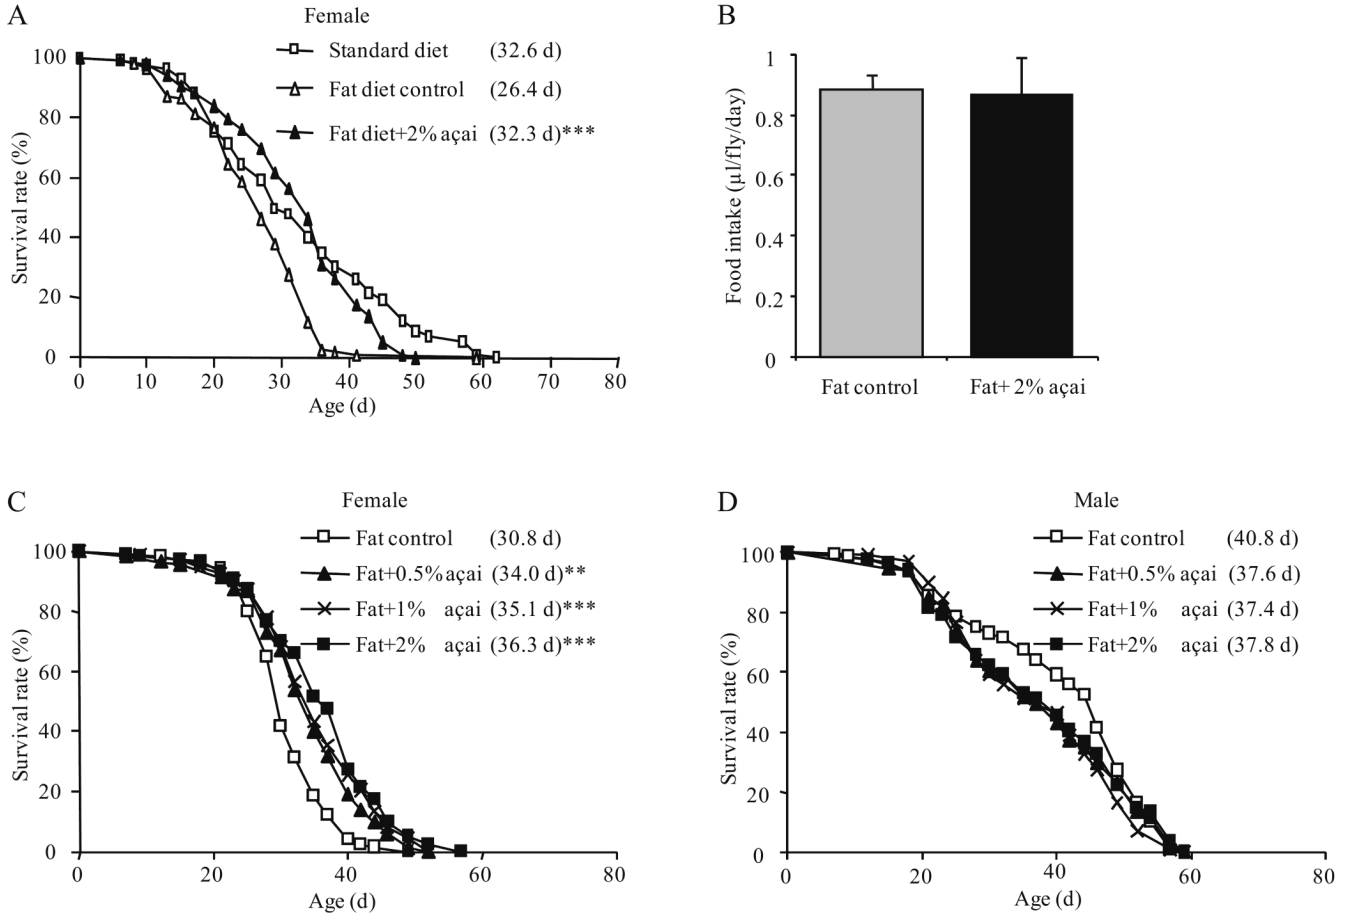 A
Female
Standard diet (32.6 d)
Fat diet control (26.4 d)
Fat diet+2% açai (32.3 d)***
Survival rate (%)
100
80
60
40
20
0
0 10 20 30 40 50 60 70 80
Age (d)
B
Food intake (µl/fly/day)
1
0.8
0.6
0.4
0.2
0
Fat control Fat+ 2% açai
C
Female
Fat control (30.8 d)
Fat+0.5% açai (34.0 d)**
Fat+1% açai (35.1 d)***
Fat+2% açai (36.3 d)***
Survival rate (%)
100
80
60
40
20
0
0 20 40 60 80
Age (d)
D
Male
Fat control (40.8 d)
Fat+0.5% açai (37.6 d)
Fat+1% açai (37.4 d)
Fat+2% açai (37.8 d)
Survival rate (%)
100
80
60
40
20
0
0 20 40 60 80
Age (d)